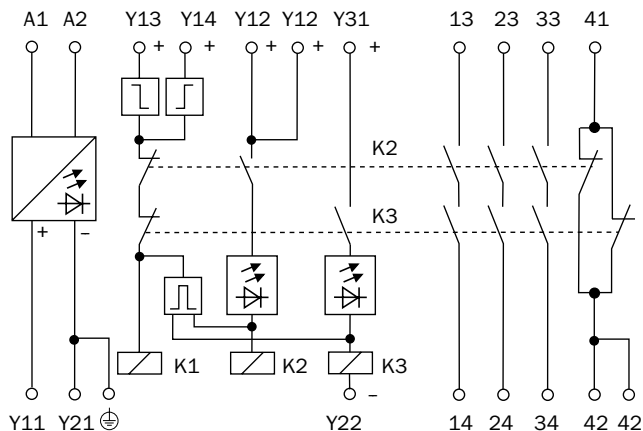 A1 A2 Y13 Y14 Y12 Y12 Y31 13 23 33 41
+ + + + +
K2
K3
+ –
K1 K2 K3
–
Y11 Y21 Y22 14 24 34 42 42